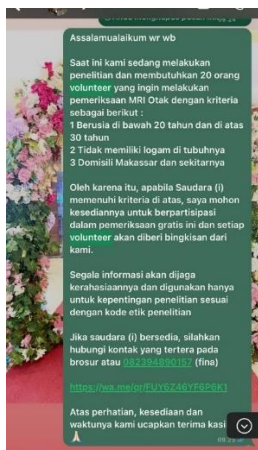 Assalamualaikum wr wb
Saat ini kami sedang melakukan
penelitian dan membutuhkan 20 orang
volunteer yang ingin melakukan
pemeriksaan MRI Otak dengan kriteria
sebagai berikut :
1 Berusia di bawah 20 tahun dan di atas
30 tahun
2 Tidak memiliki logam di tubuhnya
3 Domisili Makassar dan sekitarnya
Oleh karena itu, apabila Saudara (i)
memenuhi kriteria di atas, saya mohon
kesediannya untuk berpartisipasi
dalam pemeriksaan gratis ini dan setiap
volunteer akan diberi bingkisan dari
kami.
Segala informasi akan dijaga
kerahasiaannya dan digunakan hanya
untuk kepentingan penelitian sesuai
dengan kode etik penelitian
Jika saudara (i) bersedia, silahkan
hubungi kontak yang tertera pada
brosur atau 082394890157 (fina)
https://wa.me/qr/FUY6Z46YF6P6K1
Atas perhatian, kesediaan dan
waktunya kami ucapkan terima kasi